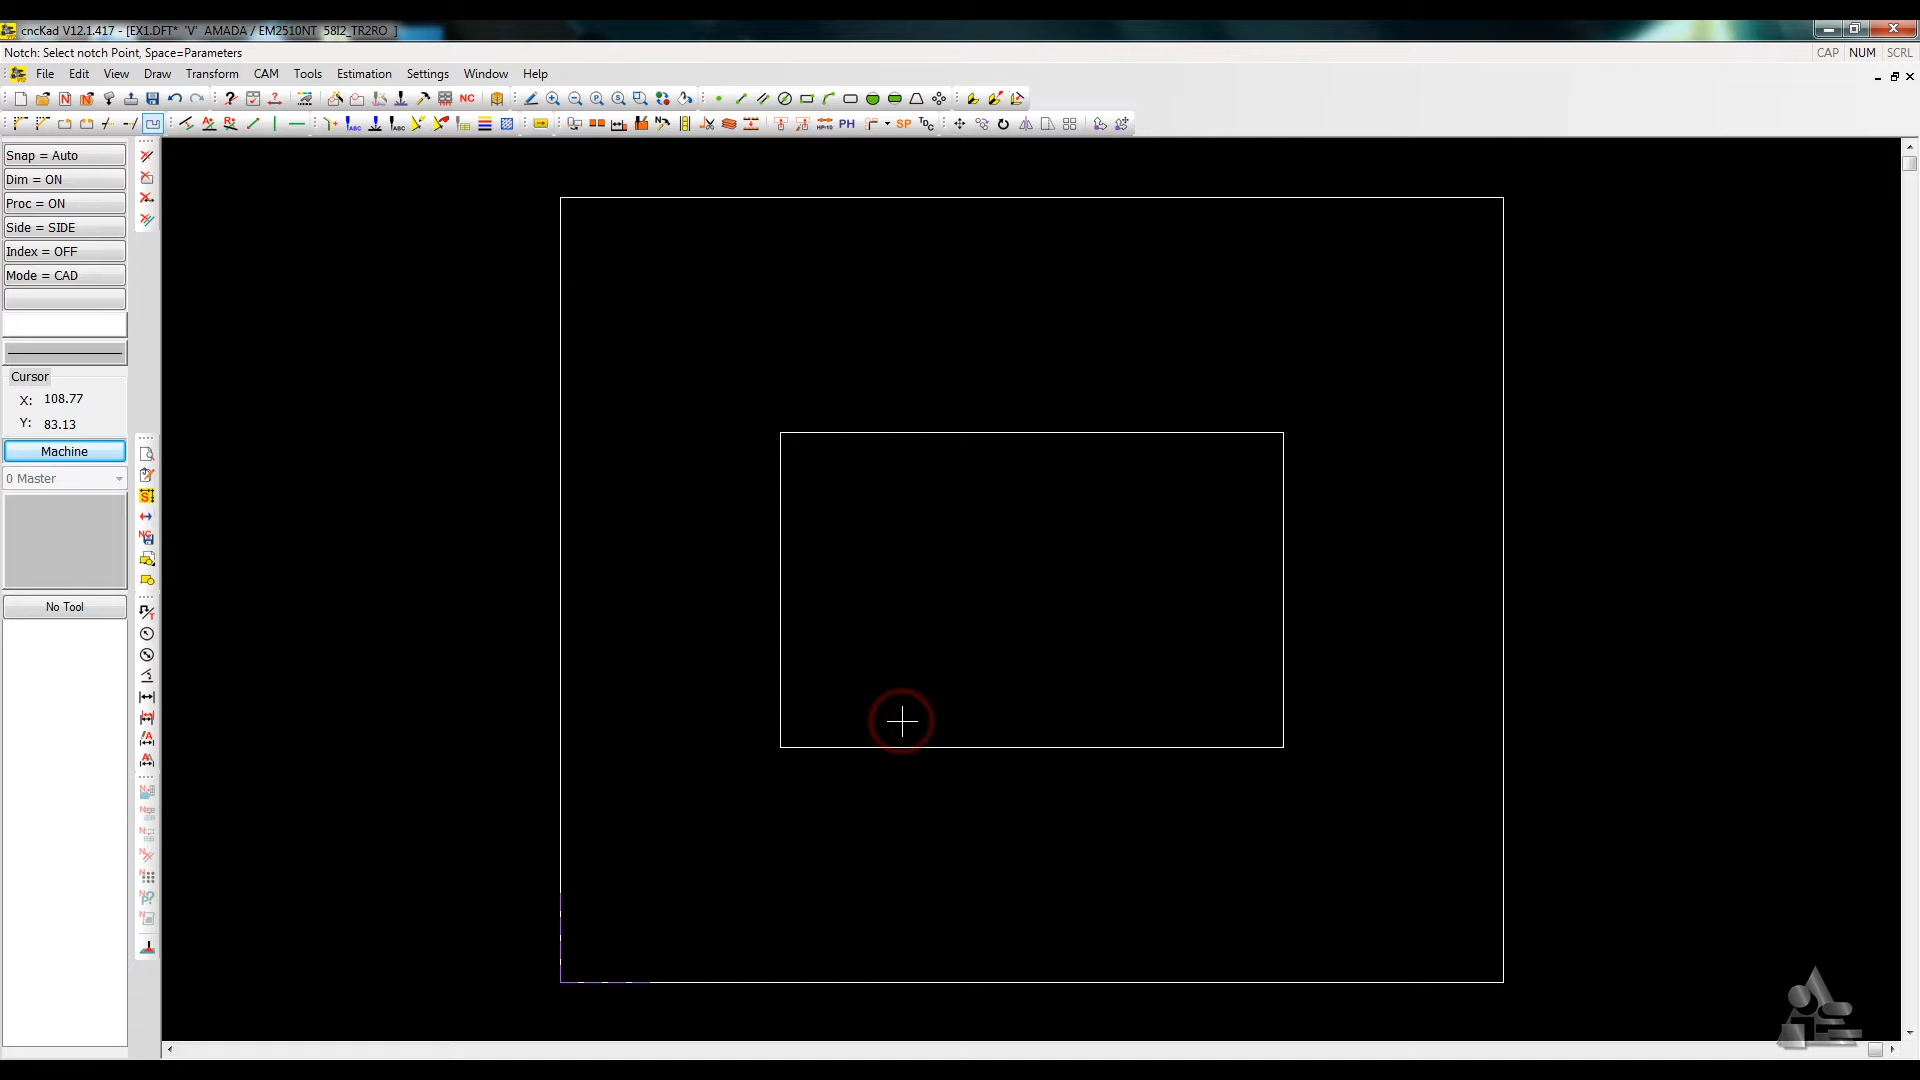 cncKad V12.1.417 - [EX1.DFT* 'V' AMADA / EM2510NT 58I2_TR2RO ]
Notch: Select notch Point, Space=Parameters
CAP NUM SCRL
File Edit View Draw Transform CAM Tools Estimation Settings Window Help
NC
PH SP
Snap = Auto
Dim = ON
Proc = ON
Side = SIDE
Index = OFF
Mode = CAD
Cursor
X: 108.77
Y: 83.13
Machine
0 Master
No Tool